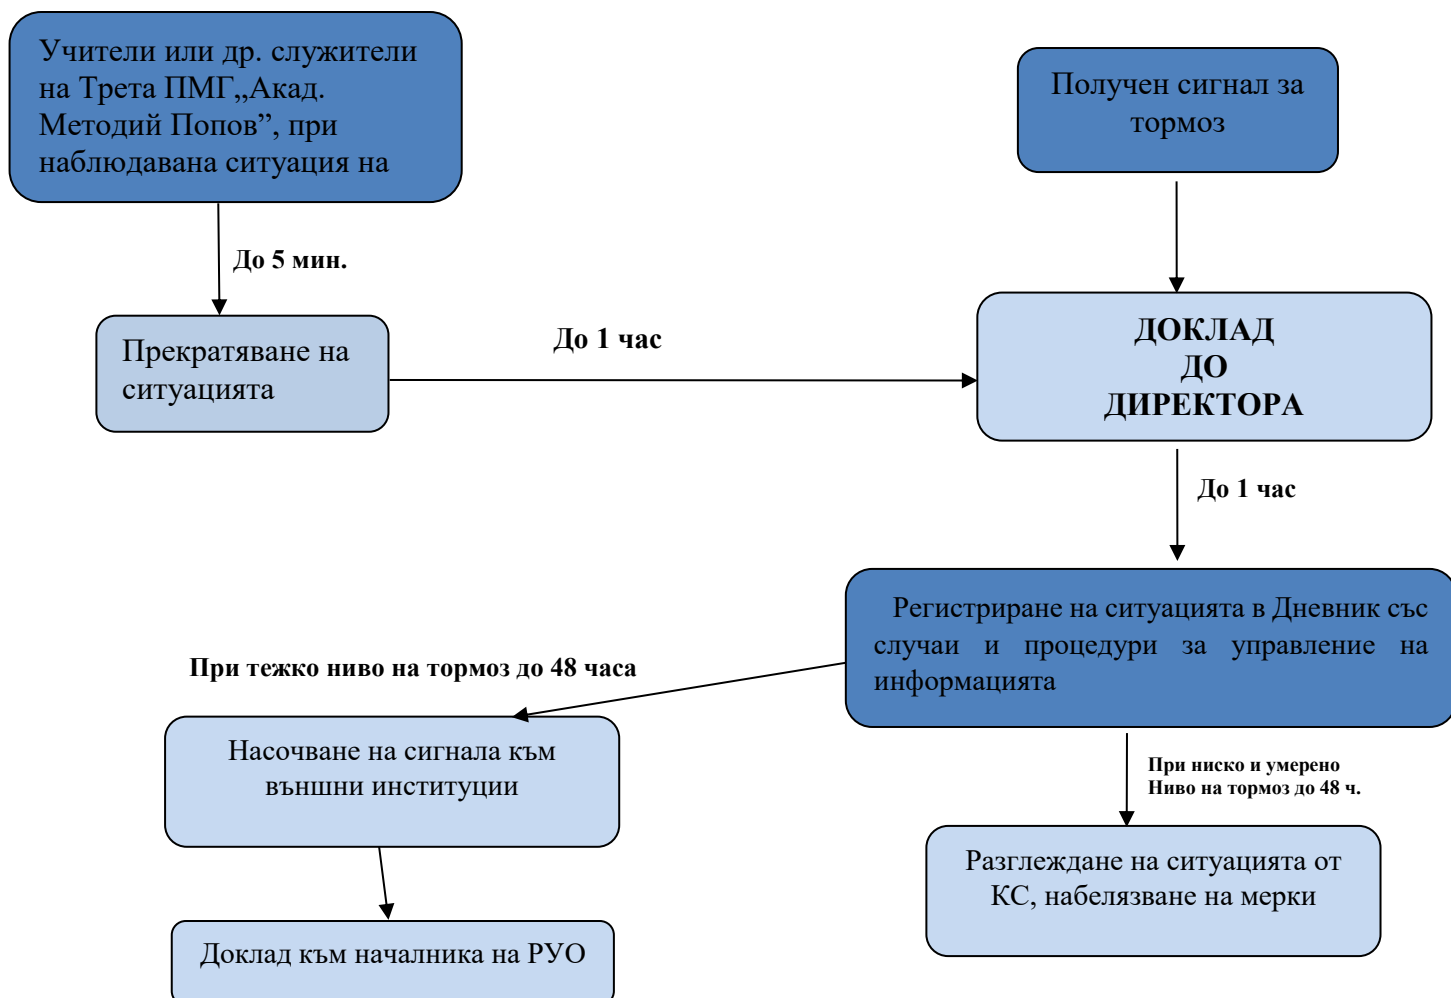 Учители или др. служители
на Трета ПМГ„Акад.
Методий Попов”, при
наблюдавана ситуация на
Получен сигнал за
тормоз
До 5 мин.
Прекратяване на
ситуацията
До 1 час
ДОКЛАД
ДО
ДИРЕКТОРА
До 1 час
Регистриране на ситуацията в Дневник със
случаи и процедури за управление на
информацията
При тежко ниво на тормоз до 48 часа
Насочване на сигнала към
външни институции
При ниско и умерено
Ниво на тормоз до 48 ч.
Разглеждане на ситуацията от
КС, набелязване на мерки
Доклад към началника на РУО